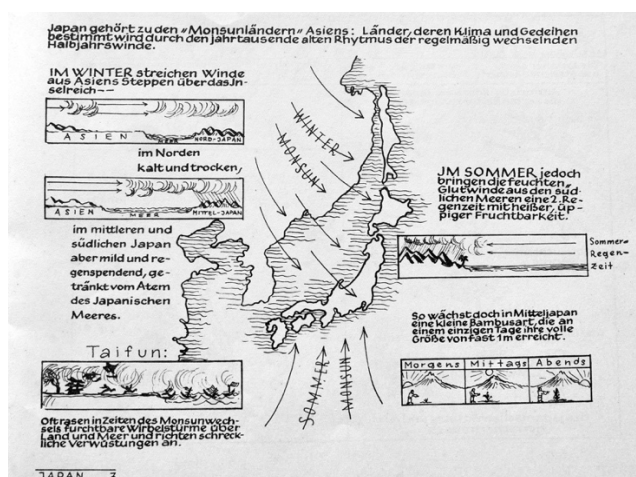 Japan gehört zu den „Monsunländern" Asiens: Länder, deren Klima und Gedeihen
bestimmt wird durch den jahrtausende alten Rhytmus der regelmäßig wechselnden
Halbjahrswinde.
IM WINTER streichen Winde
aus Asiens Steppen über das In-
selreich--
ASIEN MEER NORD-JAPAN
im Norden
kalt und trocken,
ASIEN MEER MITTEL-JAPAN
im mittleren und
südlichen Japan
aber mild und re-
genspendend, ge-
tränkt vom Atem
des Japanischen
Meeres.
Taifun:
Oft rasen in Zeiten des Monsunwech-
sels furchtbare Wirbelstürme über
Land und Meer und richten schreck-
liche Verwüstungen an.
WINTER
MONSUN
SOMMER
MONSUN
JM SOMMER jedoch
bringen die feuchten
Glutwinde aus den süd-
lichen Meeren eine 2. Re-
genzeit mit heißer, üp-
piger Fruchtbarkeit.
Sommer-
Regen-
zeit
So wächst doch in Mitteljapan
eine kleine Bambusart, die an
einem einzigen Tage ihre volle
Größe von fast 1m erreicht.
Morgens Mittags Abends
JAPAN 3